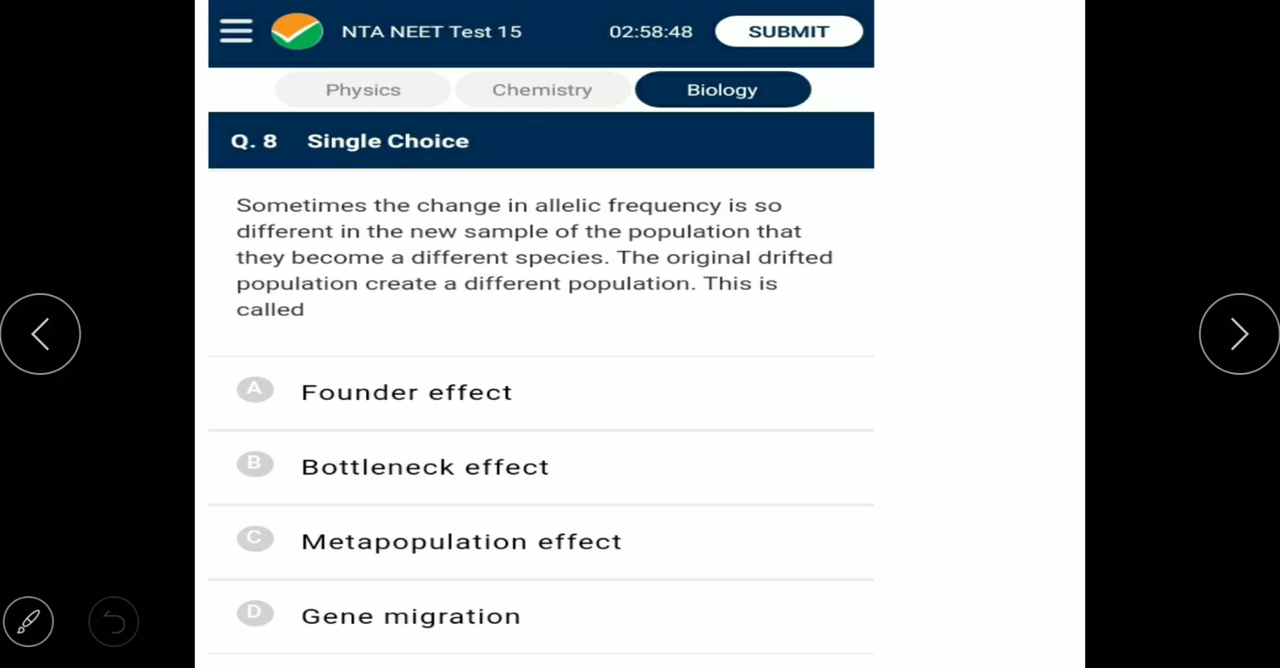 NTA NEET Test 15 02:58:48 SUBMIT
Physics Chemistry Biology
Q. 8 Single Choice
Sometimes the change in allelic frequency is so
different in the new sample of the population that
they become a different species. The original drifted
population create a different population. This is
called
A Founder effect
B Bottleneck effect
C Metapopulation effect
D Gene migration